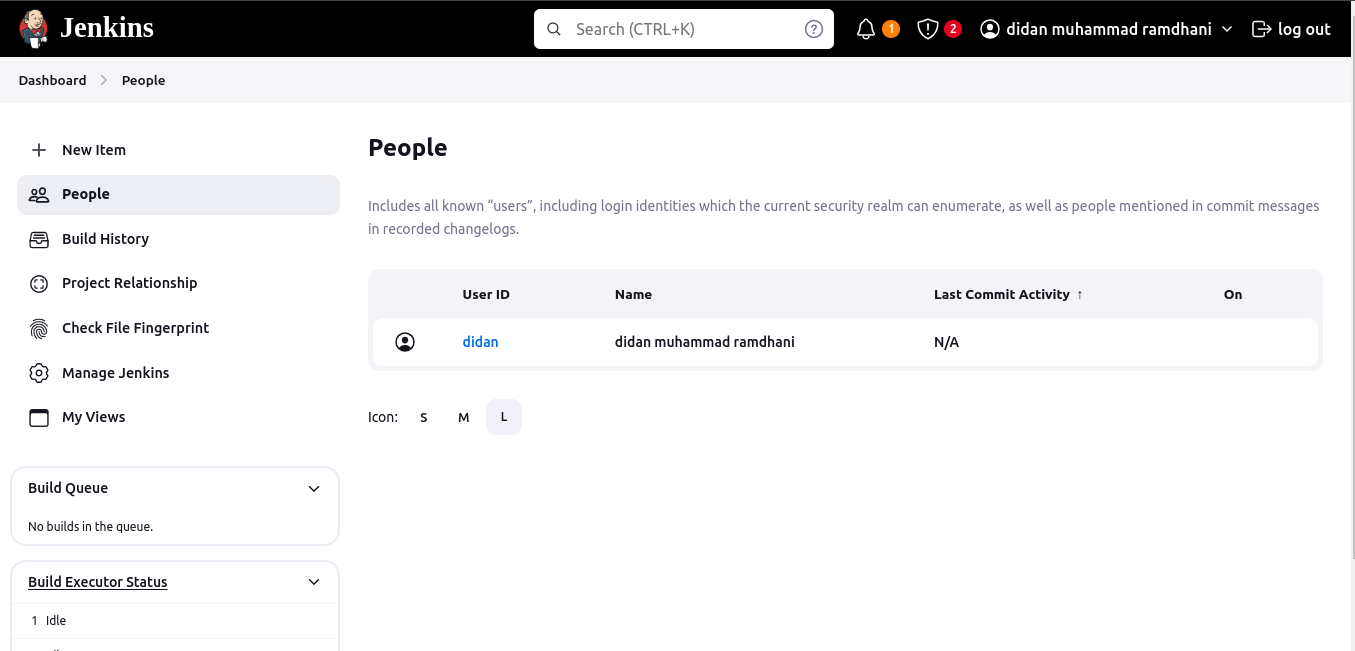 Jenkins
Search (CTRL+K)
1
2
didan muhammad ramdhani
log out
Dashboard
People
New Item
People
Build History
Project Relationship
Check File Fingerprint
Manage Jenkins
My Views
Build Queue
No builds in the queue.
Build Executor Status
1 Idle
People
Includes all known “users”, including login identities which the current security realm can enumerate, as well as people mentioned in commit messages
in recorded changelogs.
User ID Name Last Commit Activity ↑ On
didan didan muhammad ramdhani N/A
Icon: S M L